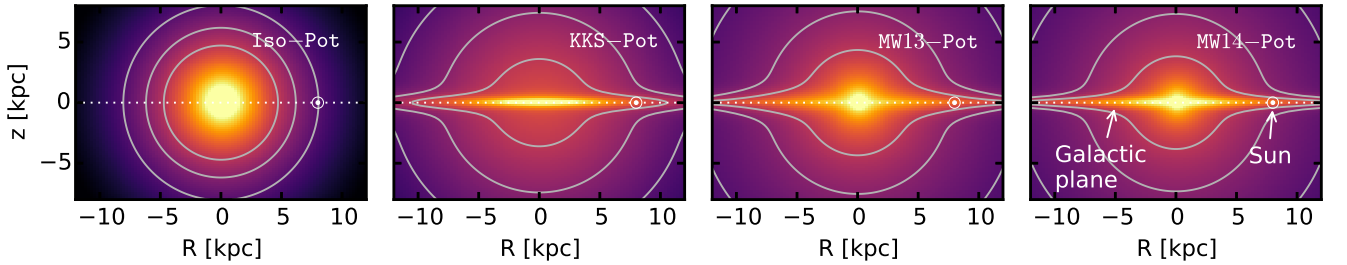 Iso−Pot
KKS−Pot
MW13−Pot
MW14−Pot
5
0
−5
z [kpc]
Galactic
plane
Sun
−10 −5 0 5 10
−10 −5 0 5 10
−10 −5 0 5 10
−10 −5 0 5 10
R [kpc]
R [kpc]
R [kpc]
R [kpc]